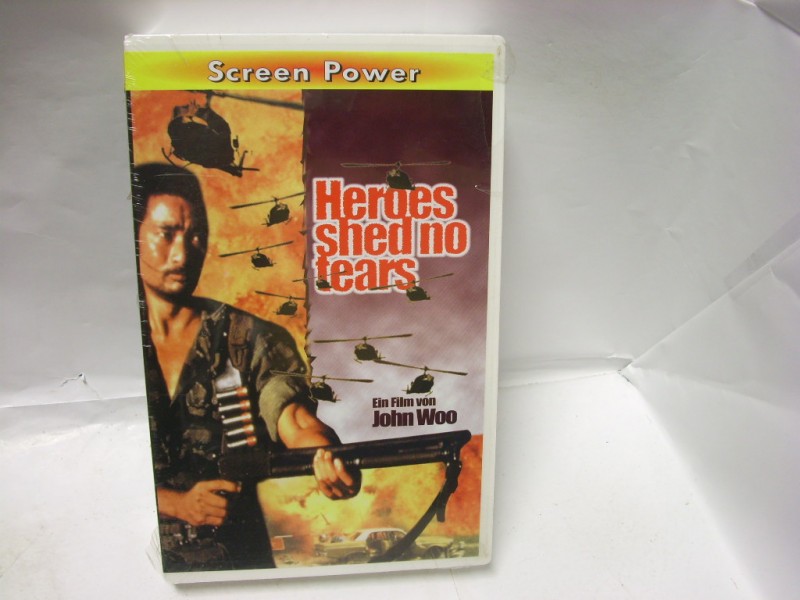 Screen Power
Heroes
shed no
tears
Ein Film von
John Woo